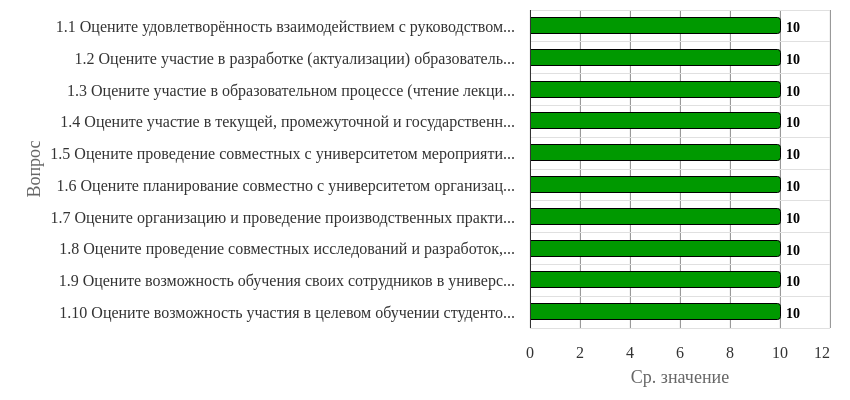 1.1 Оцените удовлетворённость взаимодействием с руководством... 10
1.2 Оцените участие в разработке (актуализации) образователь... 10
1.3 Оцените участие в образовательном процессе (чтение лекци... 10
1.4 Оцените участие в текущей, промежуточной и государственн... 10
1.5 Оцените проведение совместных с университетом мероприяти... 10
1.6 Оцените планирование совместно с университетом организац... 10
1.7 Оцените организацию и проведение производственных практи... 10
1.8 Оцените проведение совместных исследований и разработок,... 10
1.9 Оцените возможность обучения своих сотрудников в универс... 10
1.10 Оцените возможность участия в целевом обучении студенто... 10
Вопрос
0 2 4 6 8 10 12
Ср. значение